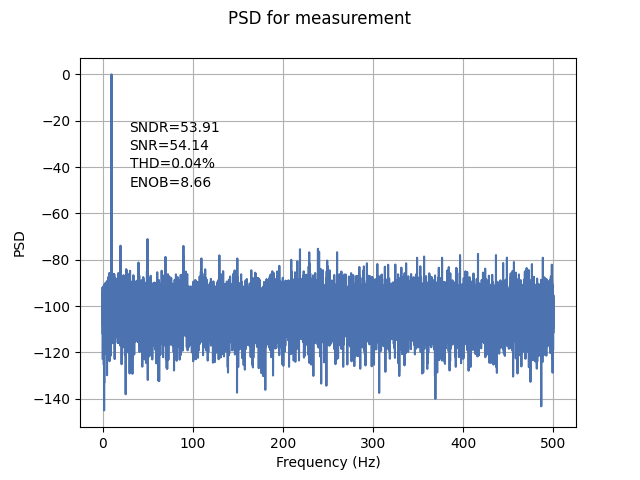 PSD for measurement
0
−20
−40
−60
−80
−100
−120
−140
PSD
SNDR=53.91
SNR=54.14
THD=0.04%
ENOB=8.66
0
100
200
300
400
500
Frequency (Hz)